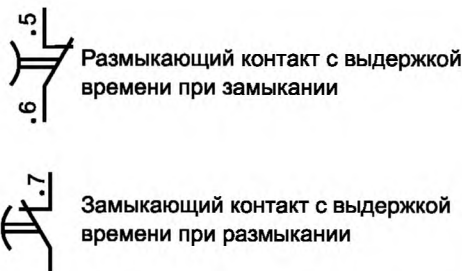 .5
Размыкающий контакт с выдержкой
времени при замыкании
.6
.7
Замыкающий контакт с выдержкой
времени при размыкании